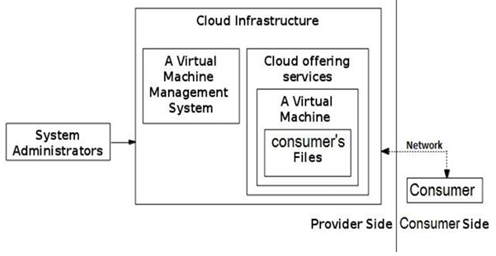 Cloud Infrastructure
A Virtual
Machine
Management
System
Cloud offering
services
A Virtual
Machine
consumer's
Files
System
Administrators
Network
Consumer
Provider Side
Consumer Side